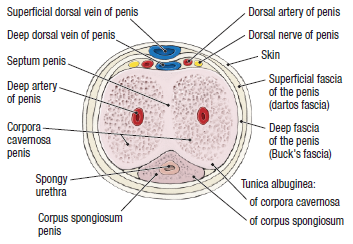 Superficial dorsal vein of penis
Deep dorsal vein of penis
Septum penis
Deep artery
of penis
Corpora
cavernosa
penis
Spongy
urethra
Corpus spongiosum
penis
Dorsal artery of penis
Dorsal nerve of penis
Skin
Superficial fascia
of the penis
(dartos fascia)
Deep fascia
of the penis
(Buck's fascia)
Tunica albuginea:
of corpora cavernosa
of corpus spongiosum